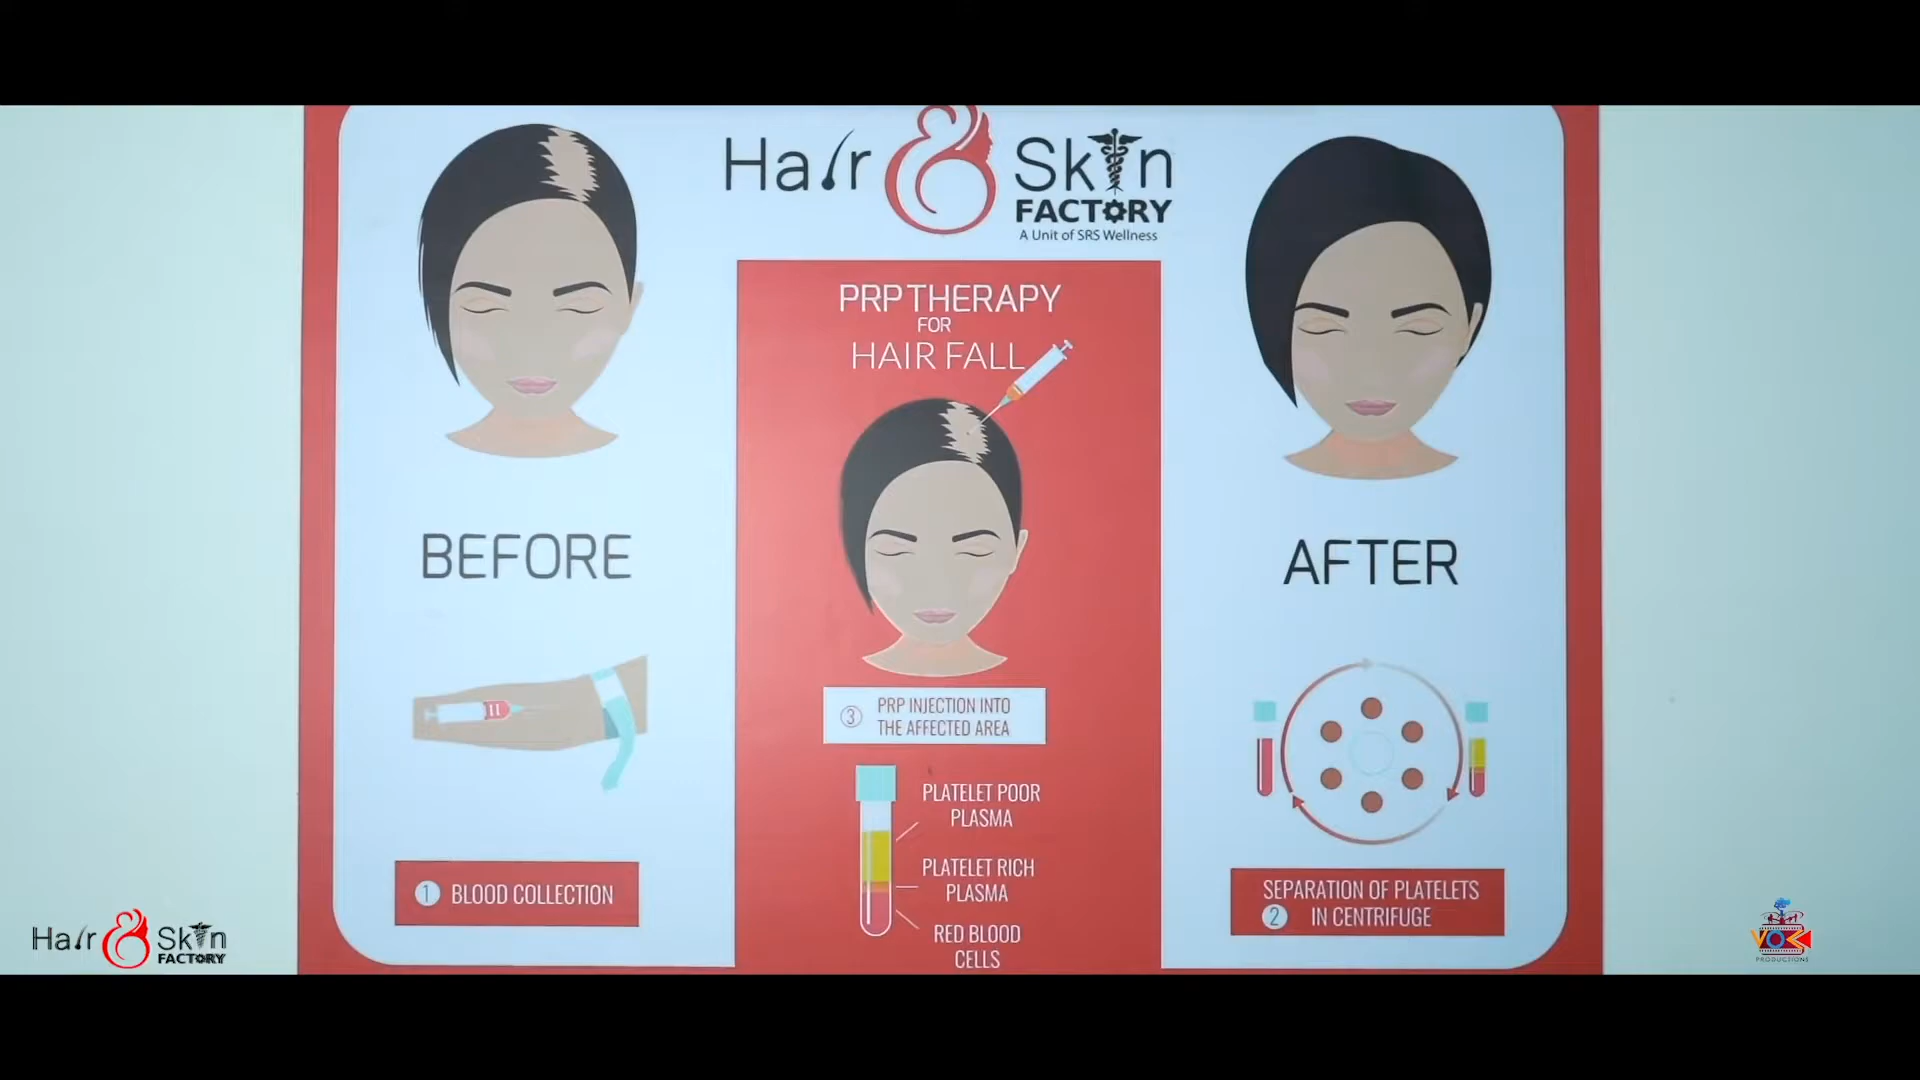 Hair & Skin
FACTORY
A Unit of SRS Wellness
PRP THERAPY
FOR
HAIR FALL
BEFORE
AFTER
3 PRP INJECTION INTO
THE AFFECTED AREA
PLATELET POOR
PLASMA
PLATELET RICH
PLASMA
RED BLOOD
CELLS
1 BLOOD COLLECTION
SEPARATION OF PLATELETS
2 IN CENTRIFUGE
Hair & Skin
FACTORY
VOX
PRODUCTIONS